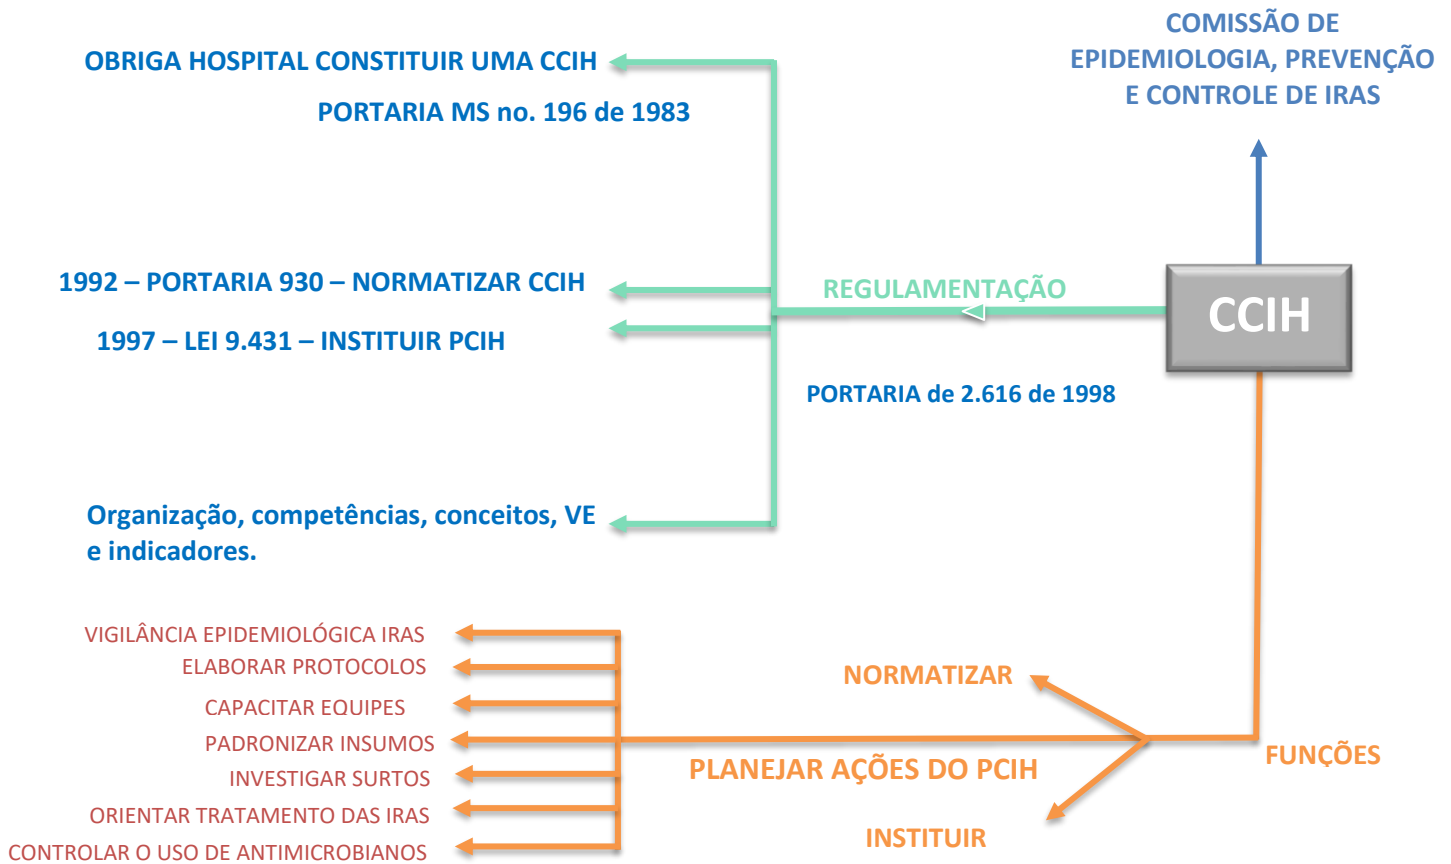 COMISSÃO DE
EPIDEMIOLOGIA, PREVENÇÃO
E CONTROLE DE IRAS
OBRIGA HOSPITAL CONSTITUIR UMA CCIH
PORTARIA MS no. 196 de 1983
1992 – PORTARIA 930 – NORMATIZAR CCIH
1997 – LEI 9.431 – INSTITUIR PCIH
REGULAMENTAÇÃO
CCIH
PORTARIA de 2.616 de 1998
Organização, competências, conceitos, VE
e indicadores.
VIGILÂNCIA EPIDEMIOLÓGICA IRAS
ELABORAR PROTOCOLOS
CAPACITAR EQUIPES
PADRONIZAR INSUMOS
INVESTIGAR SURTOS
ORIENTAR TRATAMENTO DAS IRAS
CONTROLAR O USO DE ANTIMICROBIANOS
NORMATIZAR
PLANEJAR AÇÕES DO PCIH
INSTITUIR
FUNÇÕES